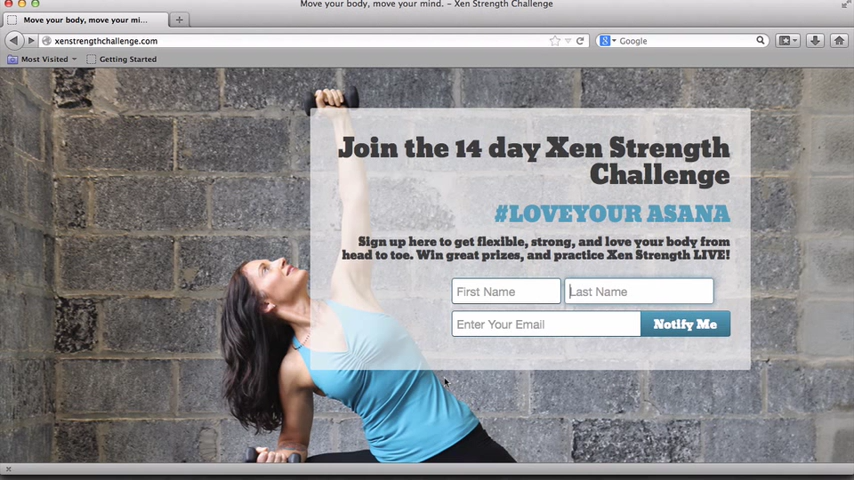 Move your body, move your mind. – Xen Strength Challenge
Move your body, move your mi...
xenstrengthchallenge.com
Google
Most Visited
Getting Started
Join the 14 day Xen Strength
Challenge
#LOVEYOUR ASANA
Sign up here to get flexible, strong, and love your body from
head to toe. Win great prizes, and practice Xen Strength LIVE!
First Name
Last Name
Enter Your Email
Notify Me